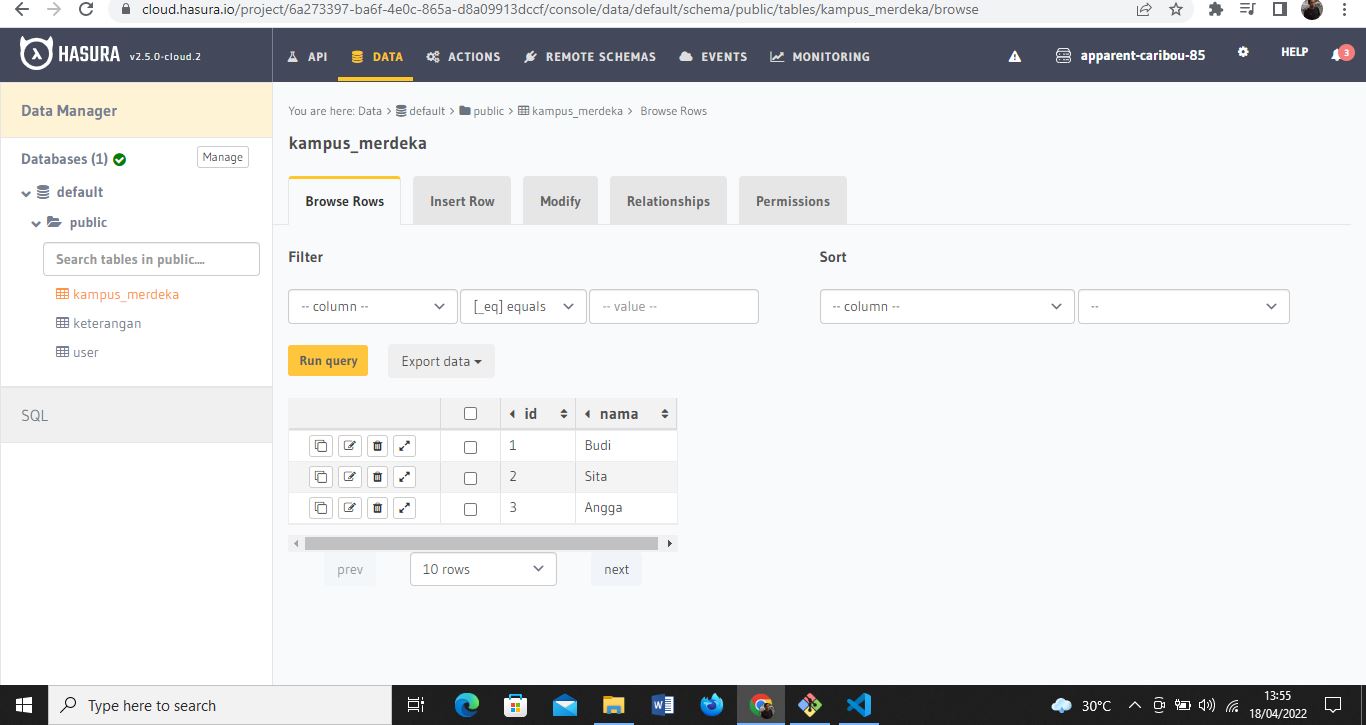 cloud.hasura.io/project/6a273397-ba6f-4e0c-865a-d8a09913dccf/console/data/default/schema/public/tables/kampus_merdeka/browse
HASURA v2.5.0-cloud.2
API DATA ACTIONS REMOTE SCHEMAS EVENTS MONITORING apparent-caribou-85 HELP 3
Data Manager
You are here: Data > default > public > kampus_merdeka > Browse Rows
kampus_merdeka
Databases (1) Manage
default
public
Search tables in public....
kampus_merdeka
keterangan
user
SQL
Browse Rows Insert Row Modify Relationships Permissions
Filter Sort
-- column -- [_eq] equals -- value -- -- column -- --
Run query Export data
id nama
1 Budi
2 Sita
3 Angga
prev 10 rows next
Type here to search
30°C
13:55
18/04/2022